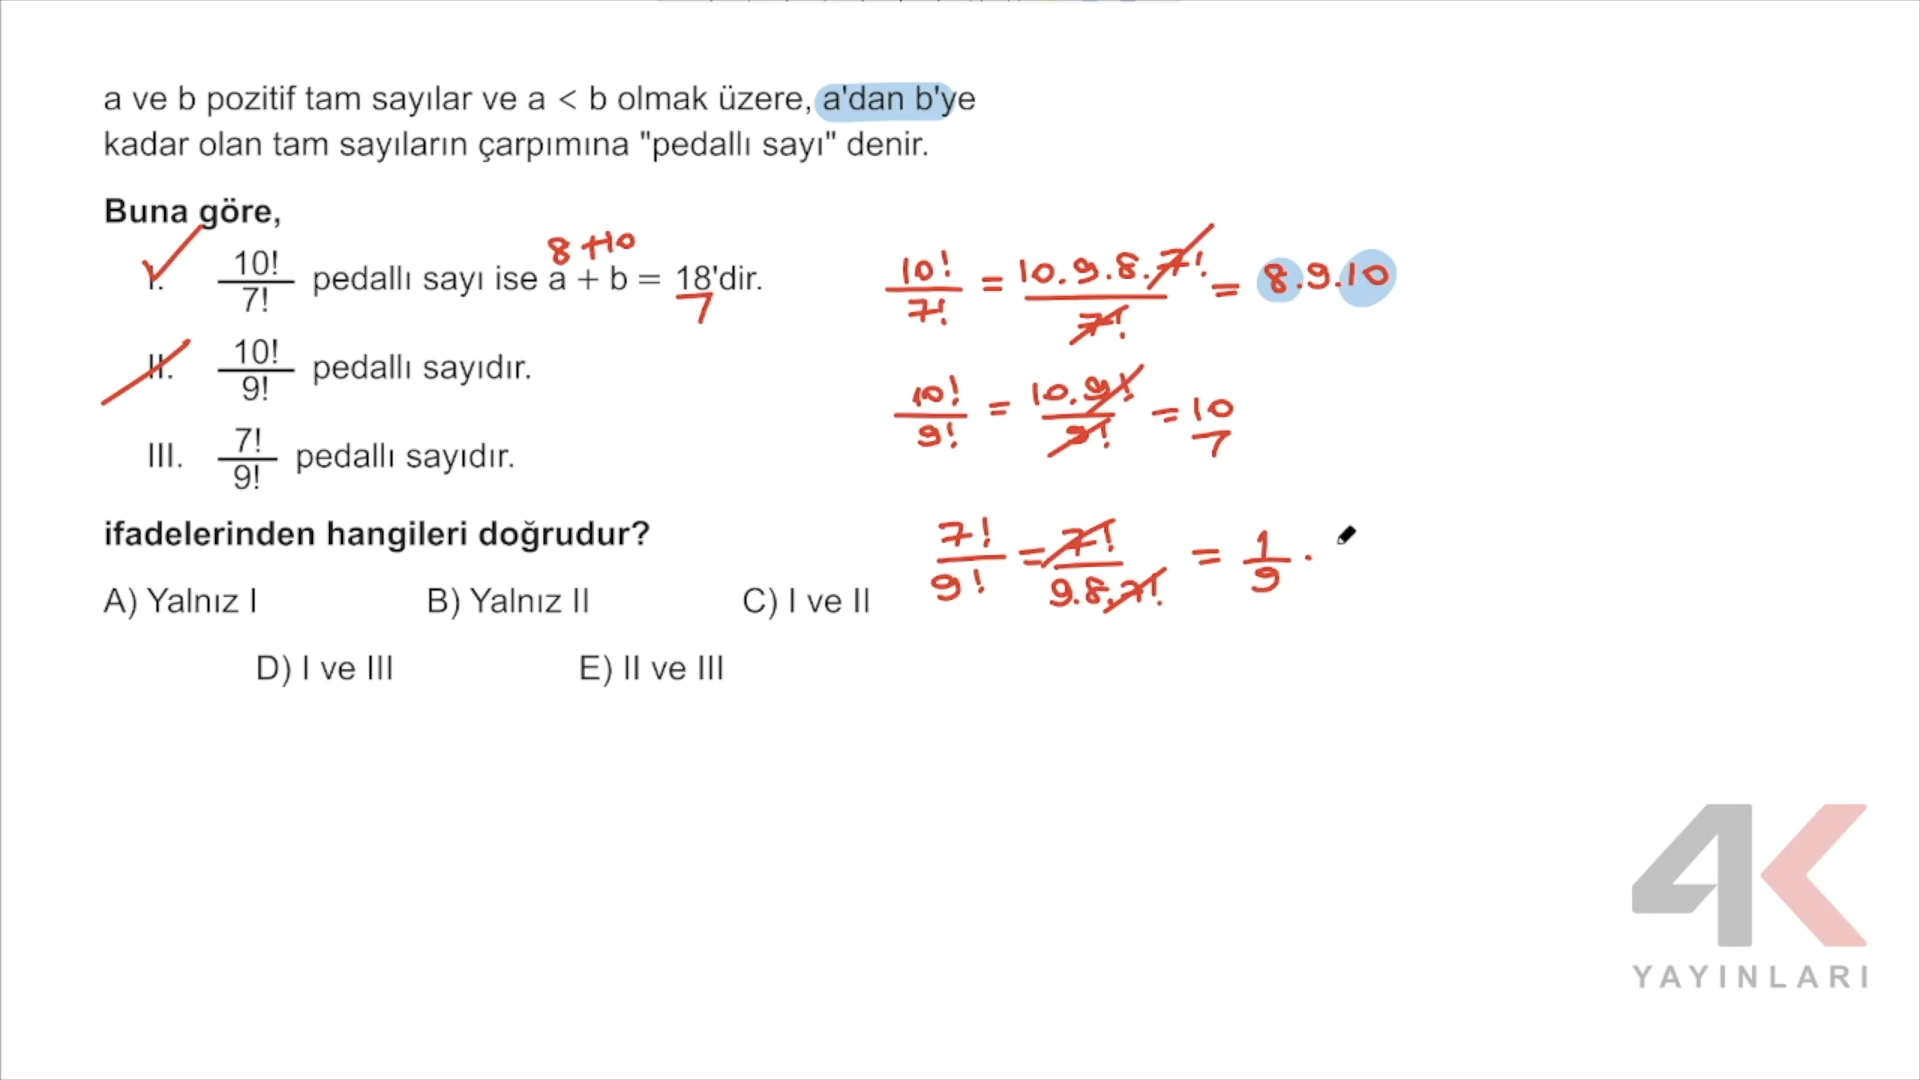 a ve b pozitif tam sayılar ve a < b olmak üzere, a'dan b'ye
kadar olan tam sayıların çarpımına "pedallı sayı" denir.
Buna göre,
8 + 10
I. 10!/7! pedallı sayı ise a + b = 18'dir.
II. 10!/9! pedallı sayıdır.
III. 7!/9! pedallı sayıdır.
ifadelerinden hangileri doğrudur?
A) Yalnız I B) Yalnız II C) I ve II
D) I ve III E) II ve III
10!/7! = 10.9.8.7!/7! = 8.9.10
10!/9! = 10.9!/9! = 10
7!/9! = 7!/9.8.7! = 1/9 .
4K
YAYINLARI